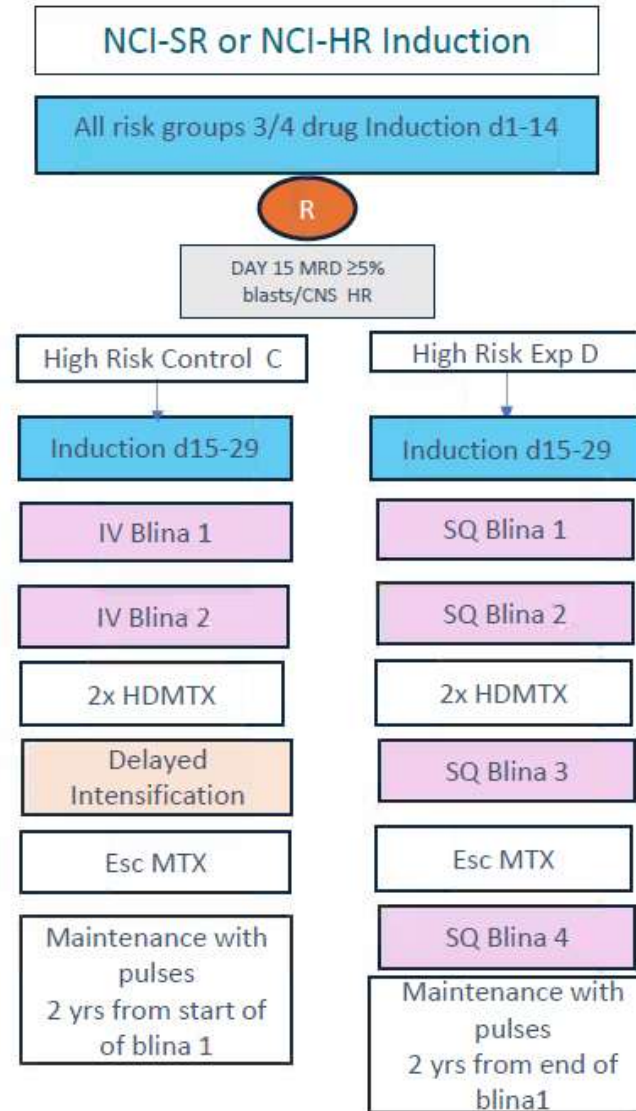 NCI-SR or NCI-HR Induction
All risk groups 3/4 drug Induction d1-14
R
DAY 15 MRD ≥5%
blasts/CNS HR
High Risk Control C
Induction d15-29
IV Blina 1
IV Blina 2
2x HDMTX
Delayed
Intensification
Esc MTX
Maintenance with
pulses
2 yrs from start of
of blina 1
High Risk Exp D
Induction d15-29
SQ Blina 1
SQ Blina 2
2x HDMTX
SQ Blina 3
Esc MTX
SQ Blina 4
Maintenance with
pulses
2 yrs from end of
blina1